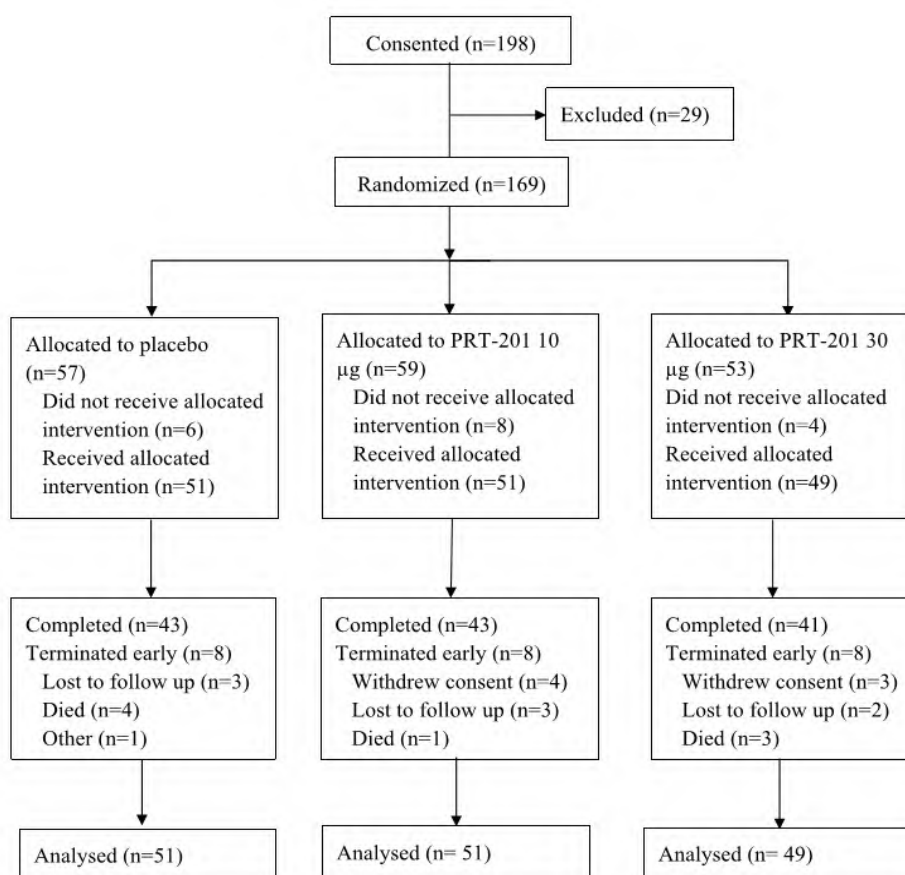 Consented (n=198)
Excluded (n=29)
Randomized (n=169)
Allocated to placebo
(n=57)
Did not receive allocated
intervention (n=6)
Received allocated
intervention (n=51)
Allocated to PRT-201 10
µg (n=59)
Did not receive allocated
intervention (n=8)
Received allocated
intervention (n=51)
Allocated to PRT-201 30
µg (n=53)
Did not receive allocated
intervention (n=4)
Received allocated
intervention (n=49)
Completed (n=43)
Terminated early (n=8)
Lost to follow up (n=3)
Died (n=4)
Other (n=1)
Completed (n=43)
Terminated early (n=8)
Withdrew consent (n=4)
Lost to follow up (n=3)
Died (n=1)
Completed (n=41)
Terminated early (n=8)
Withdrew consent (n=3)
Lost to follow up (n=2)
Died (n=3)
Analysed (n=51)
Analysed (n= 51)
Analysed (n= 49)